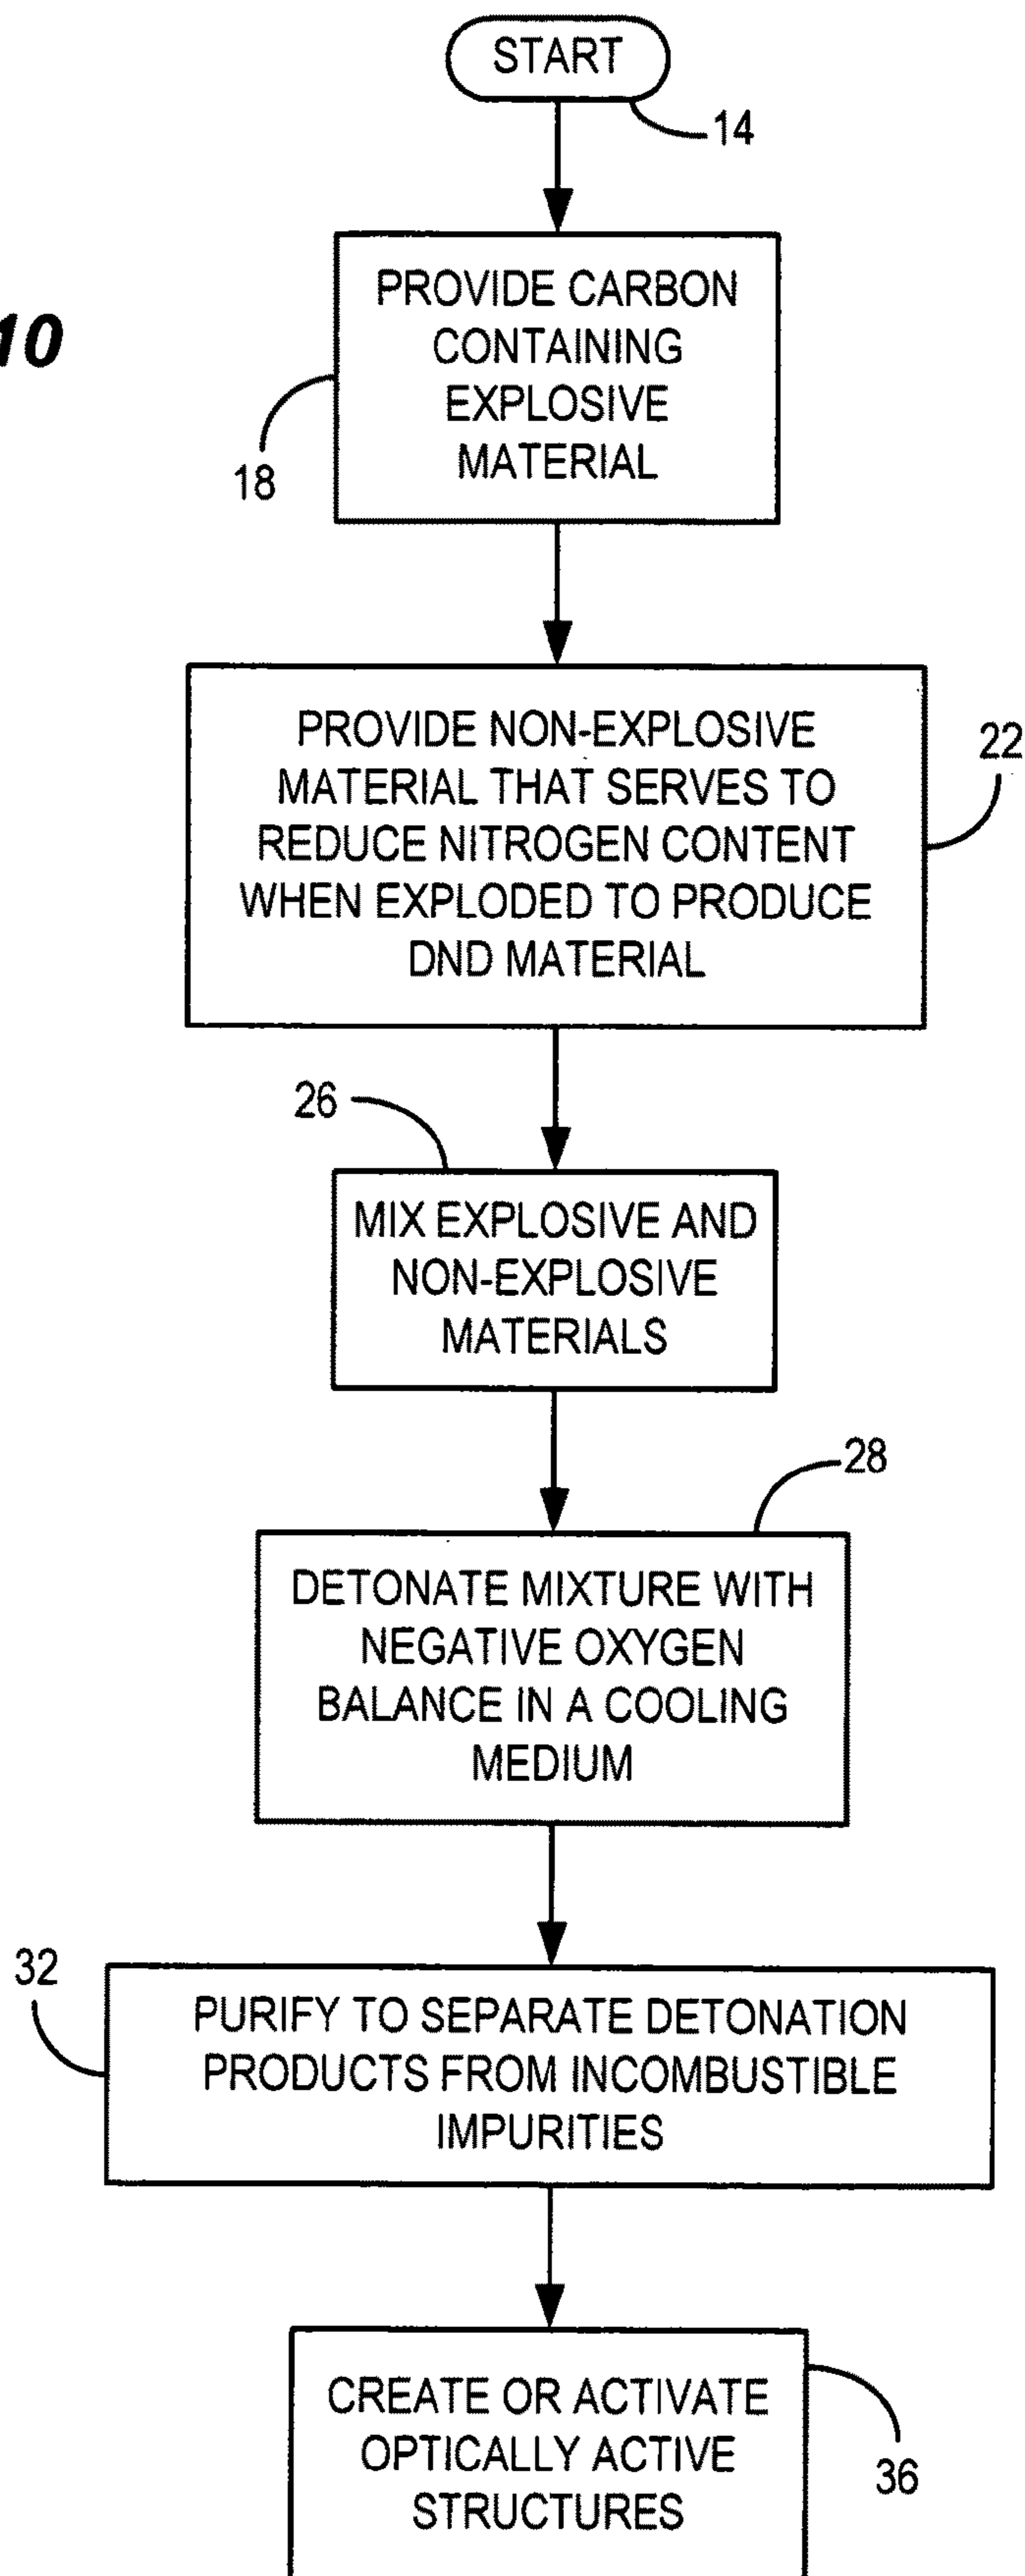 START
14
10
PROVIDE CARBON
CONTAINING
EXPLOSIVE
MATERIAL
18
PROVIDE NON-EXPLOSIVE
MATERIAL THAT SERVES TO
REDUCE NITROGEN CONTENT
WHEN EXPLODED TO PRODUCE
DND MATERIAL
22
26
MIX EXPLOSIVE AND
NON-EXPLOSIVE
MATERIALS
28
DETONATE MIXTURE WITH
NEGATIVE OXYGEN
BALANCE IN A COOLING
MEDIUM
32
PURIFY TO SEPARATE DETONATION
PRODUCTS FROM INCOMBUSTIBLE
IMPURITIES
CREATE OR ACTIVATE
OPTICALLY ACTIVE
STRUCTURES
36